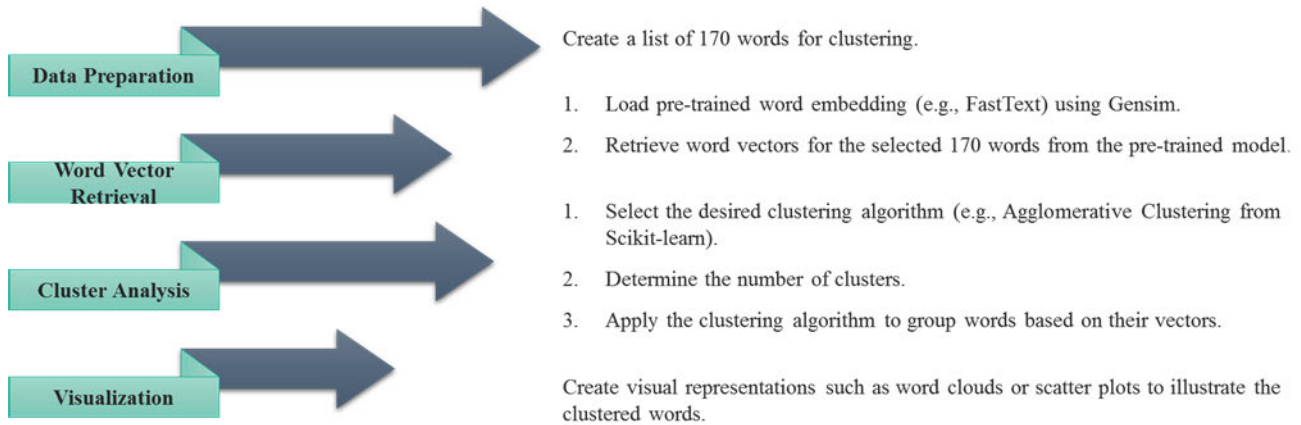 Data Preparation
Create a list of 170 words for clustering.
Word Vector
Retrieval
1. Load pre-trained word embedding (e.g., FastText) using Gensim.
2. Retrieve word vectors for the selected 170 words from the pre-trained model.
Cluster Analysis
1. Select the desired clustering algorithm (e.g., Agglomerative Clustering from
Scikit-learn).
2. Determine the number of clusters.
3. Apply the clustering algorithm to group words based on their vectors.
Visualization
Create visual representations such as word clouds or scatter plots to illustrate the
clustered words.